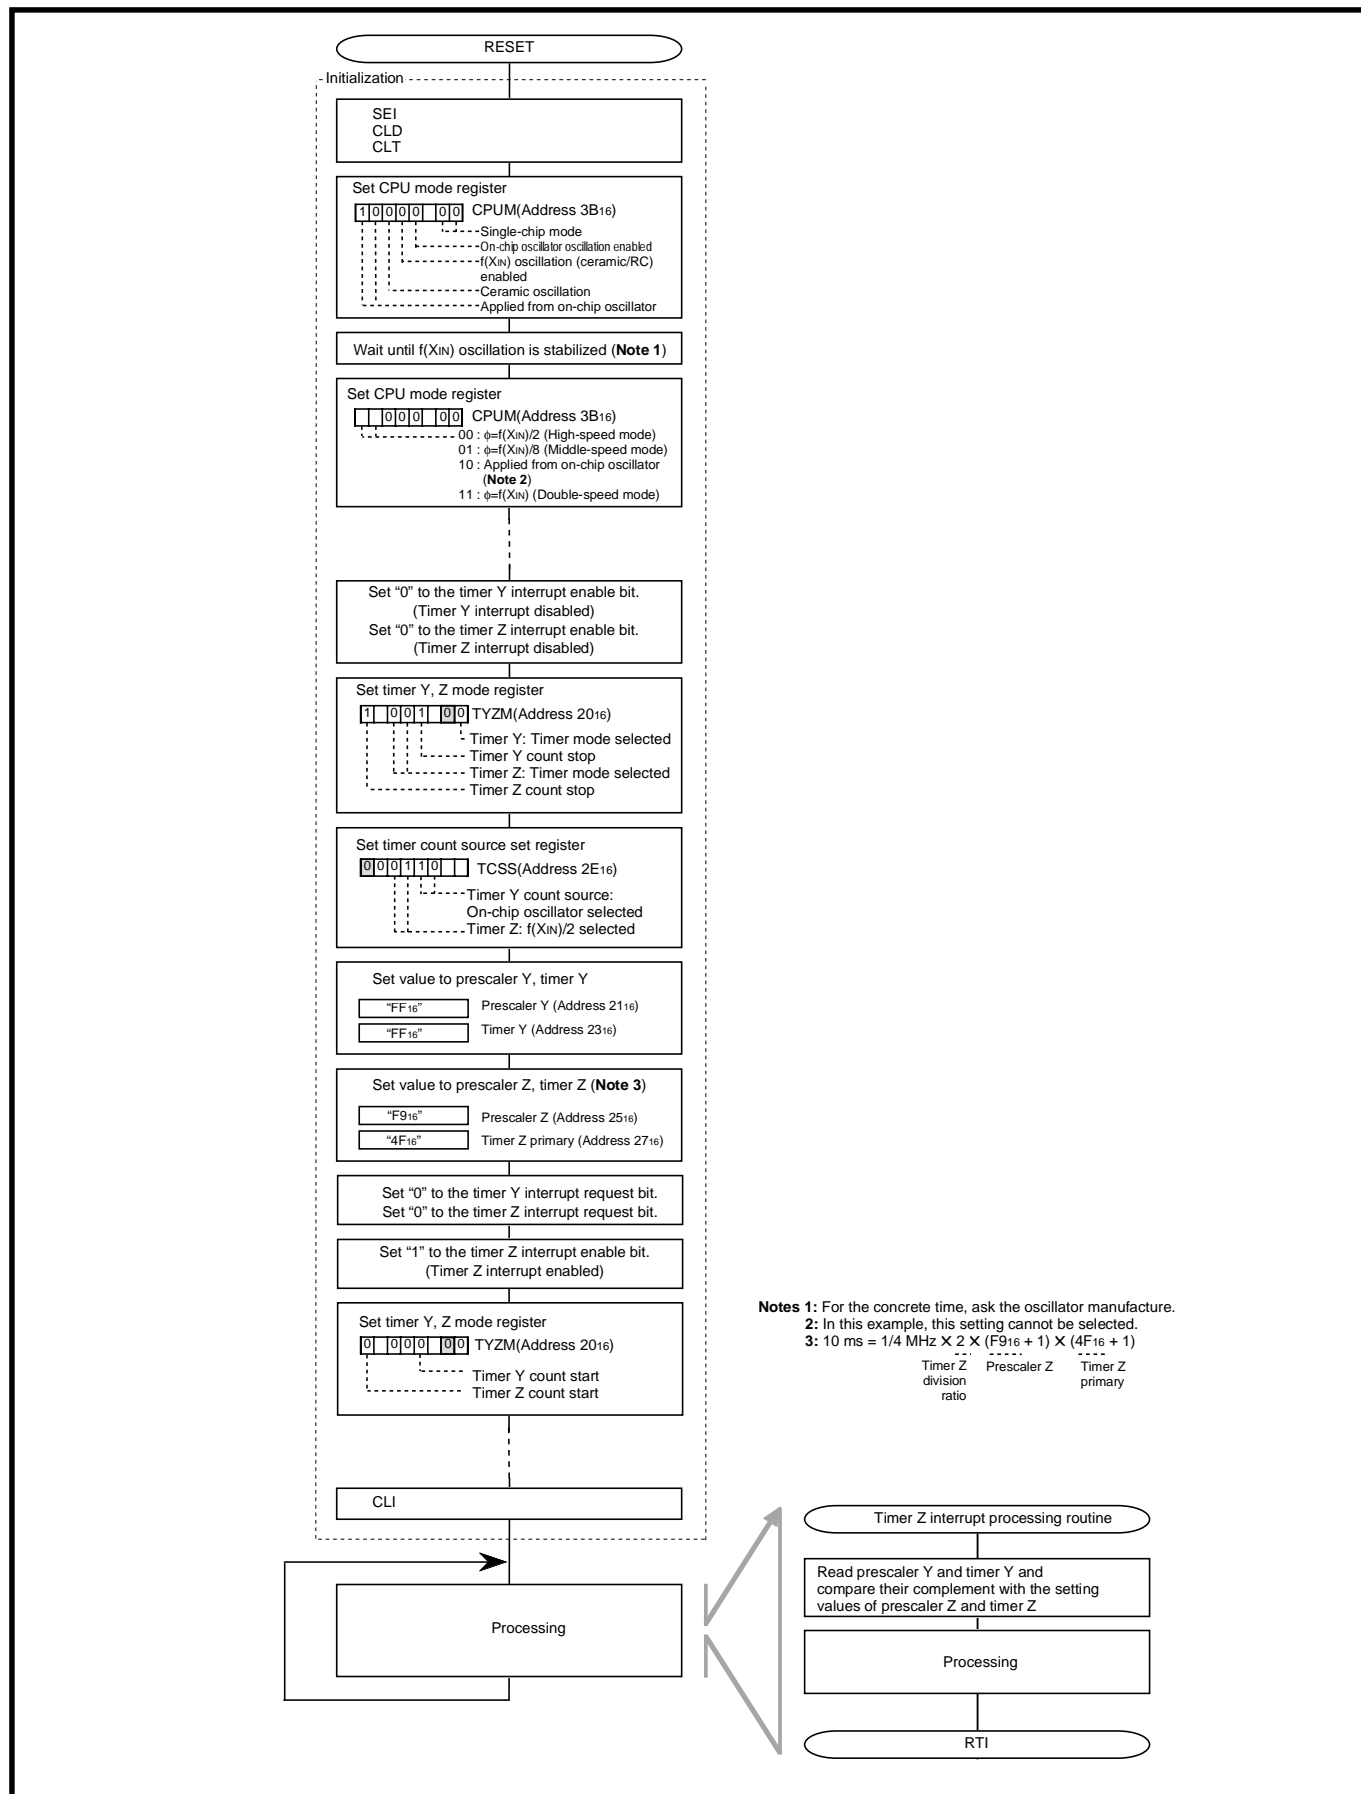 RESET
Initialization
SEI
CLD
CLT
Set CPU mode register
1 0 0 0 0 0 0 CPUM(Address 3B16)
Single-chip mode
On-chip oscillator oscillation enabled
f(XIN) oscillation (ceramic/RC)
enabled
Ceramic oscillation
Applied from on-chip oscillator
Wait until f(XIN) oscillation is stabilized (Note 1)
Set CPU mode register
0 0 0 0 0 CPUM(Address 3B16)
00 : ϕ=f(XIN)/2 (High-speed mode)
01 : ϕ=f(XIN)/8 (Middle-speed mode)
10 : Applied from on-chip oscillator
(Note 2)
11 : ϕ=f(XIN) (Double-speed mode)
Set “0” to the timer Y interrupt enable bit.
(Timer Y interrupt disabled)
Set “0” to the timer Z interrupt enable bit.
(Timer Z interrupt disabled)
Set timer Y, Z mode register
1 0 0 1 0 0 TYZM(Address 2016)
Timer Y: Timer mode selected
Timer Y count stop
Timer Z: Timer mode selected
Timer Z count stop
Set timer count source set register
0 0 0 1 1 0 TCSS(Address 2E16)
Timer Y count source:
On-chip oscillator selected
Timer Z: f(XIN)/2 selected
Set value to prescaler Y, timer Y
“FF16” Prescaler Y (Address 2116)
“FF16” Timer Y (Address 2316)
Set value to prescaler Z, timer Z (Note 3)
“F916” Prescaler Z (Address 2516)
“4F16” Timer Z primary (Address 2716)
Set “0” to the timer Y interrupt request bit.
Set “0” to the timer Z interrupt request bit.
Set “1” to the timer Z interrupt enable bit.
(Timer Z interrupt enabled)
Set timer Y, Z mode register
0 0 0 0 0 0 TYZM(Address 2016)
Timer Y count start
Timer Z count start
CLI
Processing
Notes 1: For the concrete time, ask the oscillator manufacture.
2: In this example, this setting cannot be selected.
3: 10 ms = 1/4 MHz ✕ 2 ✕ (F916 + 1) ✕ (4F16 + 1)
Timer Z Prescaler Z Timer Z
division primary
ratio
Timer Z interrupt processing routine
Read prescaler Y and timer Y and
compare their complement with the setting
values of prescaler Z and timer Z
Processing
RTI